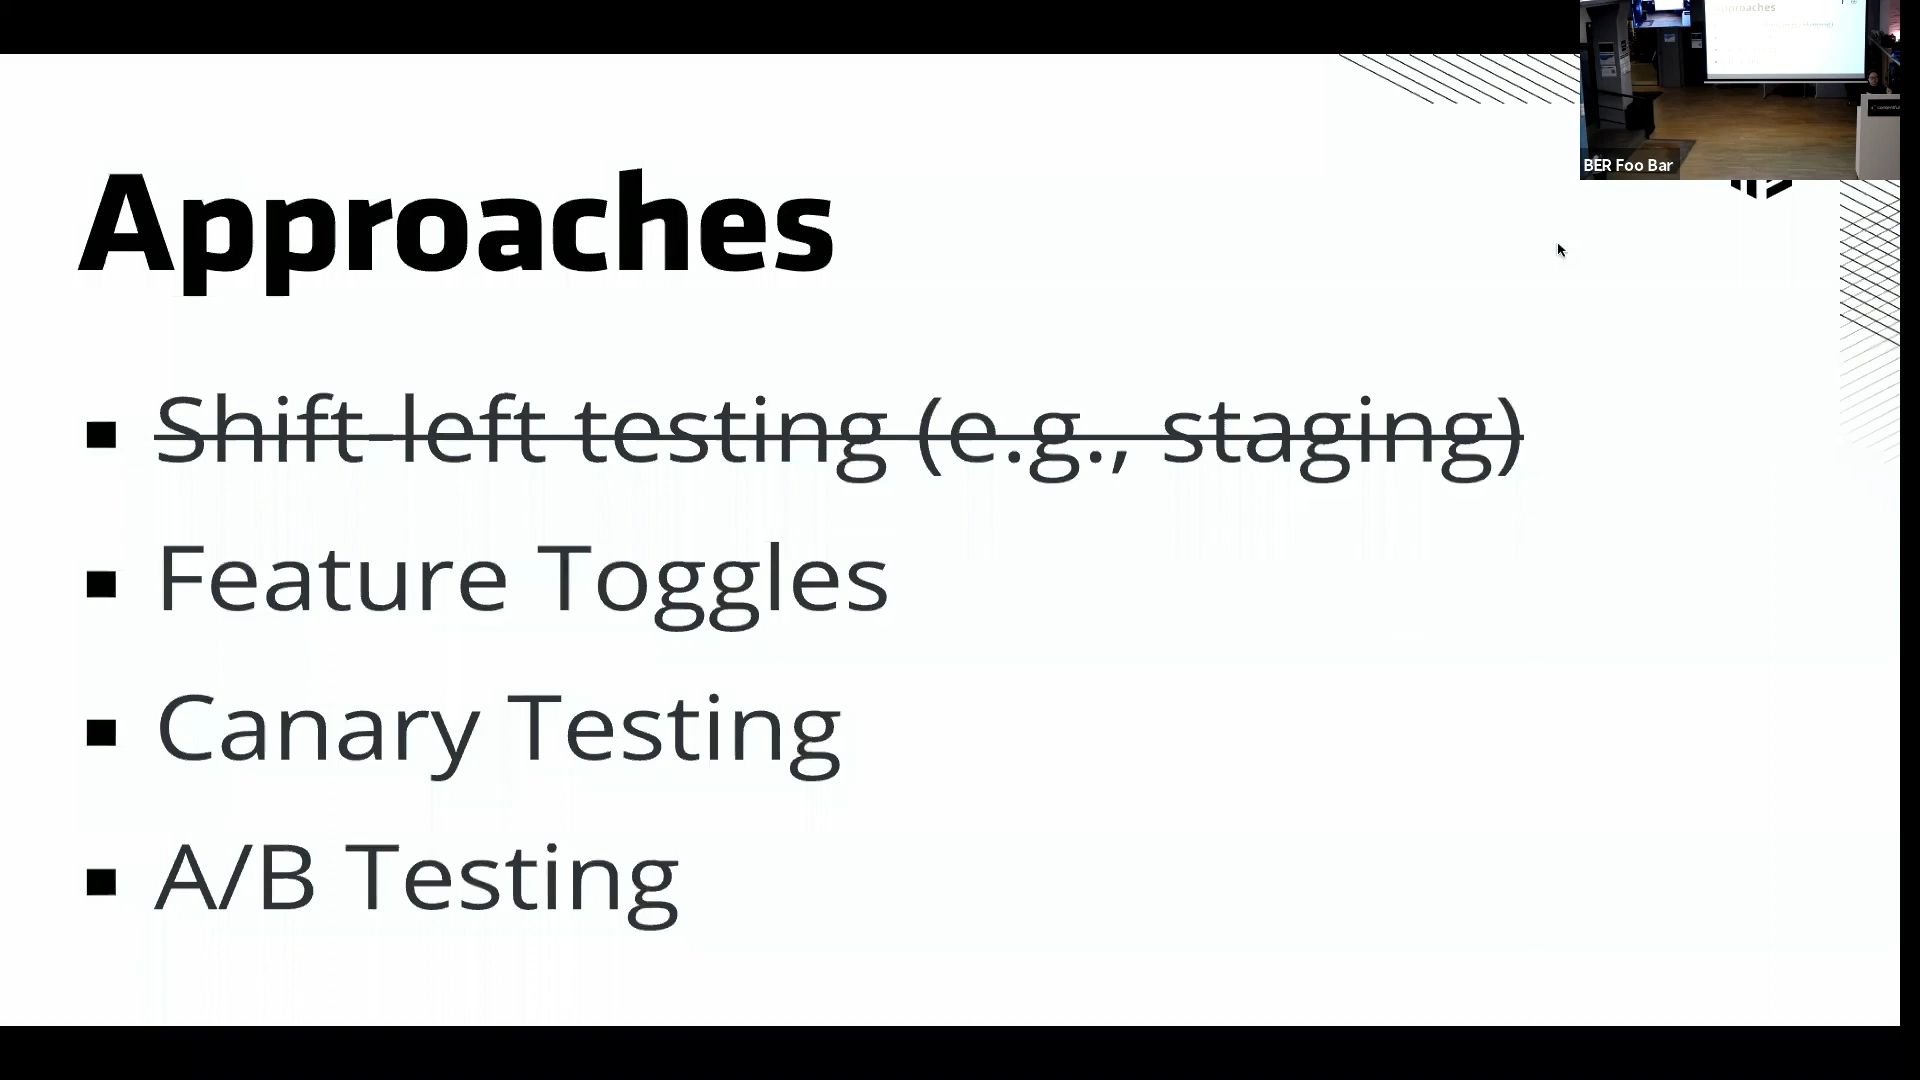 Approaches
Shift-left testing (e.g., staging)
Feature Toggles
Canary Testing
A/B Testing
BER Foo Bar